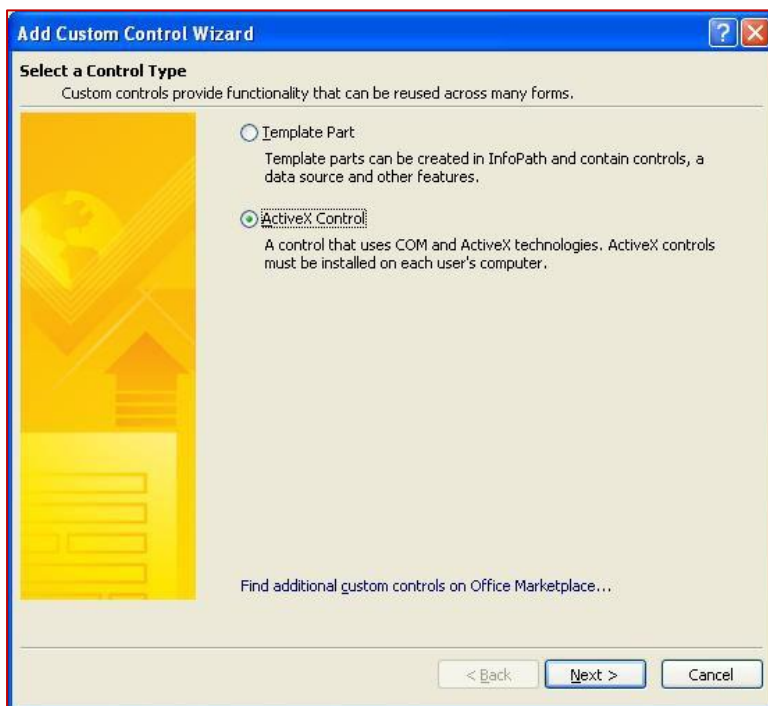 Add Custom Control Wizard
Select a Control Type
Custom controls provide functionality that can be reused across many forms.
Template Part
Template parts can be created in InfoPath and contain controls, a
data source and other features.
ActiveX Control
A control that uses COM and ActiveX technologies. ActiveX controls
must be installed on each user's computer.
Find additional custom controls on Office Marketplace...
< Back Next > Cancel